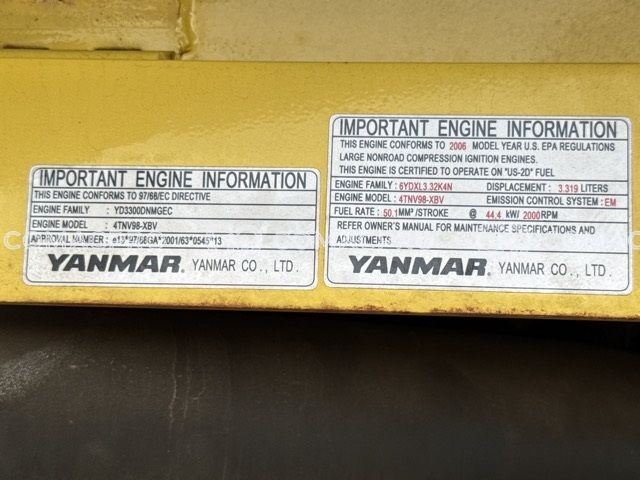 IMPORTANT ENGINE INFORMATION
THIS ENGINE CONFORMS TO 97/68/EC DIRECTIVE
ENGINE FAMILY : YD3300DNMGEC
ENGINE MODEL : 4TNV98-XBV
APPROVAL NUMBER : e13*97/68GA*2001/63*0545*13
YANMAR. YANMAR CO., LTD.
IMPORTANT ENGINE INFORMATION
THIS ENGINE CONFORMS TO 2006 MODEL YEAR U.S. EPA REGULATIONS
LARGE NONROAD COMPRESSION IGNITION ENGINES.
THIS ENGINE IS CERTIFIED TO OPERATE ON "US-2D" FUEL
ENGINE FAMILY : 6YDXL3.32K4N DISPLACEMENT : 3.319 LITERS
ENGINE MODEL : 4TNV98-XBV EMISSION CONTROL SYSTEM : EM
FUEL RATE : 50.1MM³/STROKE @ 44.4 kW/ 2000RPM
REFER OWNER'S MANUAL FOR MAINTENANCE SPECIFICATIONS AND
ADJUSTMENTS
YANMAR. YANMAR CO., LTD.